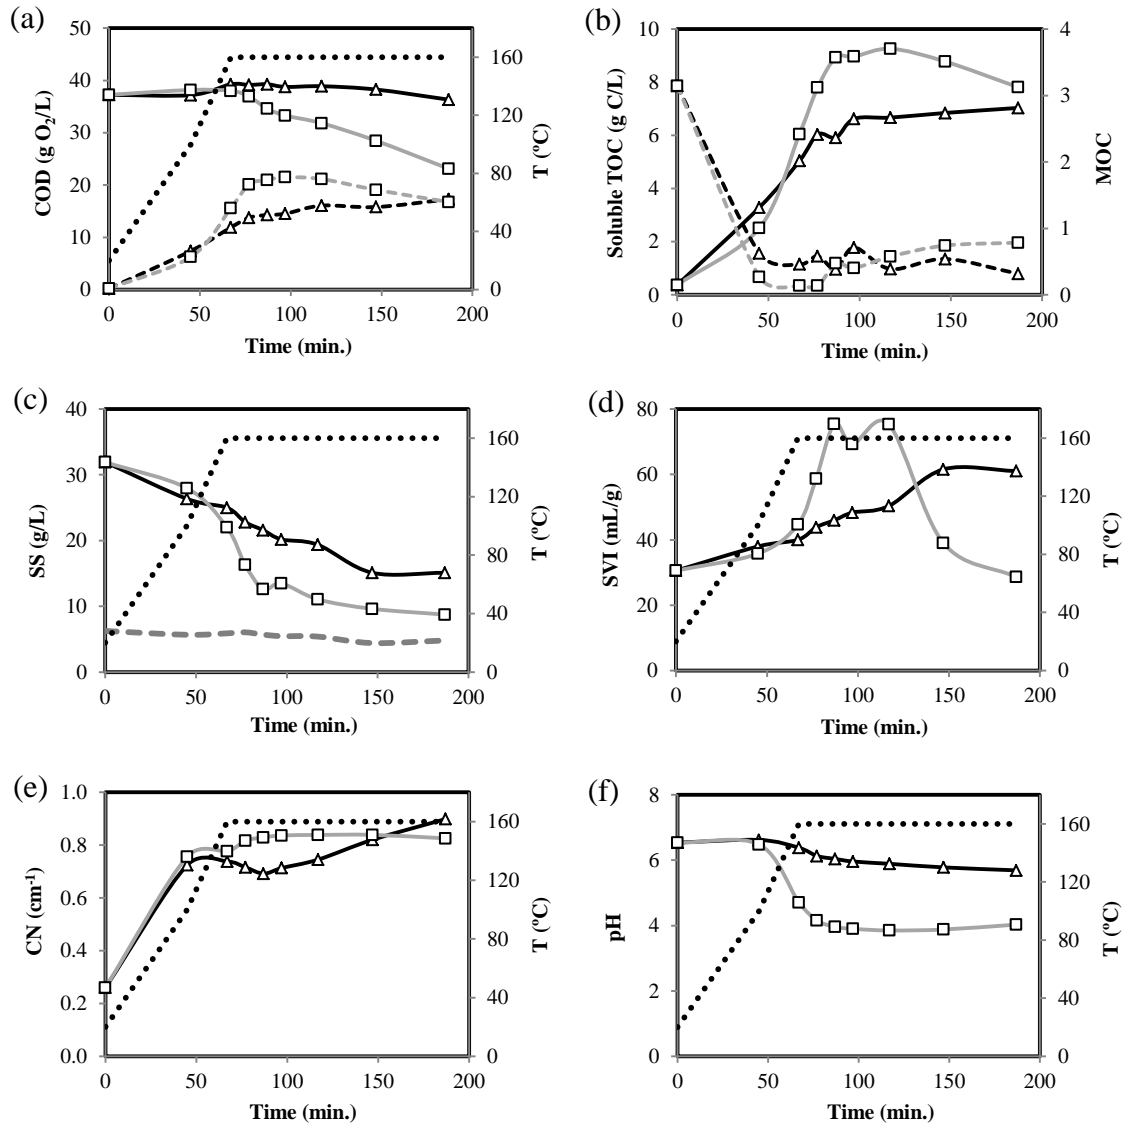 (a)
COD (g O₂/L)
50
40
30
20
10
0
160
120
80
40
0
T (ºC)
0 50 100 150 200
Time (min.)
(b)
Soluble TOC (g C/L)
10
8
6
4
2
0
4
3
2
1
0
MOC
0 50 100 150 200
Time (min.)
(c)
SS (g/L)
40
30
20
10
0
160
120
80
40
0
T (ºC)
0 50 100 150 200
Time (min.)
(d)
SVI (mL/g)
80
60
40
20
0
160
120
80
40
0
T (ºC)
0 50 100 150 200
Time (min.)
(e)
CN (cm⁻¹)
1.0
0.8
0.6
0.4
0.2
0.0
160
120
80
40
0
T (ºC)
0 50 100 150 200
Time (min.)
(f)
pH
8
6
4
2
0
160
120
80
40
0
T (ºC)
0 50 100 150 200
Time (min.)